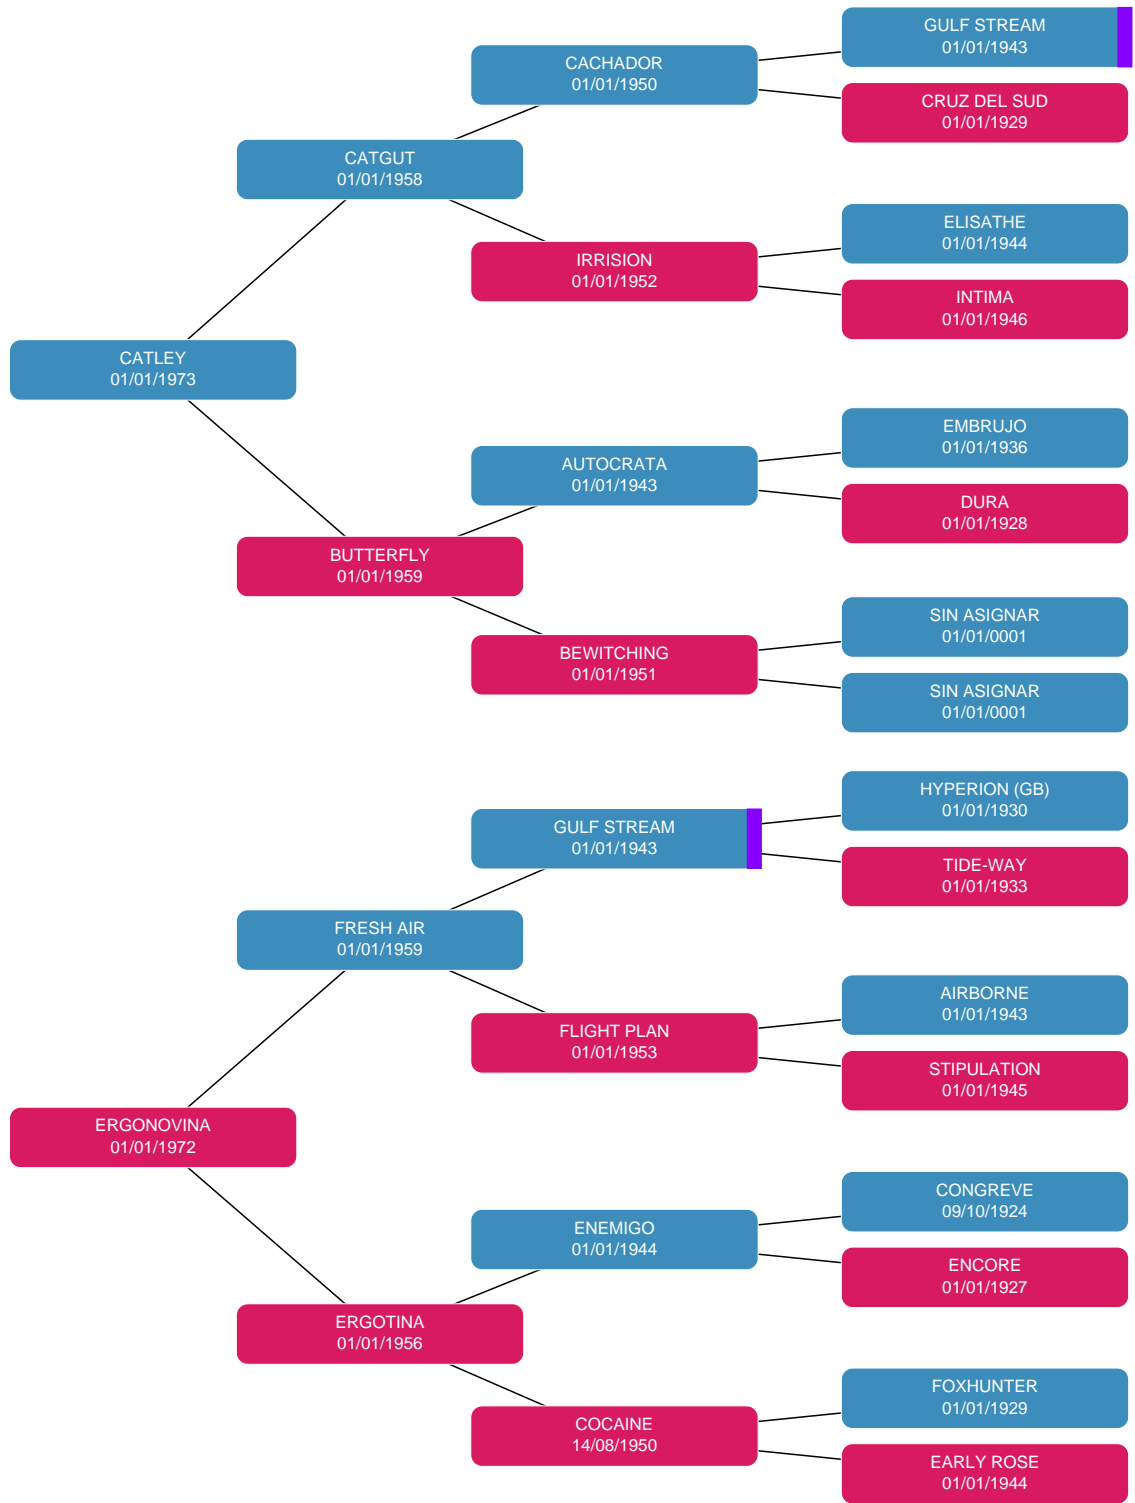 GULF STREAM
01/01/1943
CACHADOR
01/01/1950
CRUZ DEL SUD
01/01/1929
CATGUT
01/01/1958
ELISATHE
01/01/1944
IRRISION
01/01/1952
INTIMA
01/01/1946
CATLEY
01/01/1973
EMBRUJO
01/01/1936
AUTOCRATA
01/01/1943
DURA
01/01/1928
BUTTERFLY
01/01/1959
SIN ASIGNAR
01/01/0001
BEWITCHING
01/01/1951
SIN ASIGNAR
01/01/0001
HYPERION (GB)
01/01/1930
GULF STREAM
01/01/1943
TIDE-WAY
01/01/1933
FRESH AIR
01/01/1959
AIRBORNE
01/01/1943
FLIGHT PLAN
01/01/1953
STIPULATION
01/01/1945
ERGONOVINA
01/01/1972
CONGREVE
09/10/1924
ENEMIGO
01/01/1944
ENCORE
01/01/1927
ERGOTINA
01/01/1956
FOXHUNTER
01/01/1929
COCAINE
14/08/1950
EARLY ROSE
01/01/1944